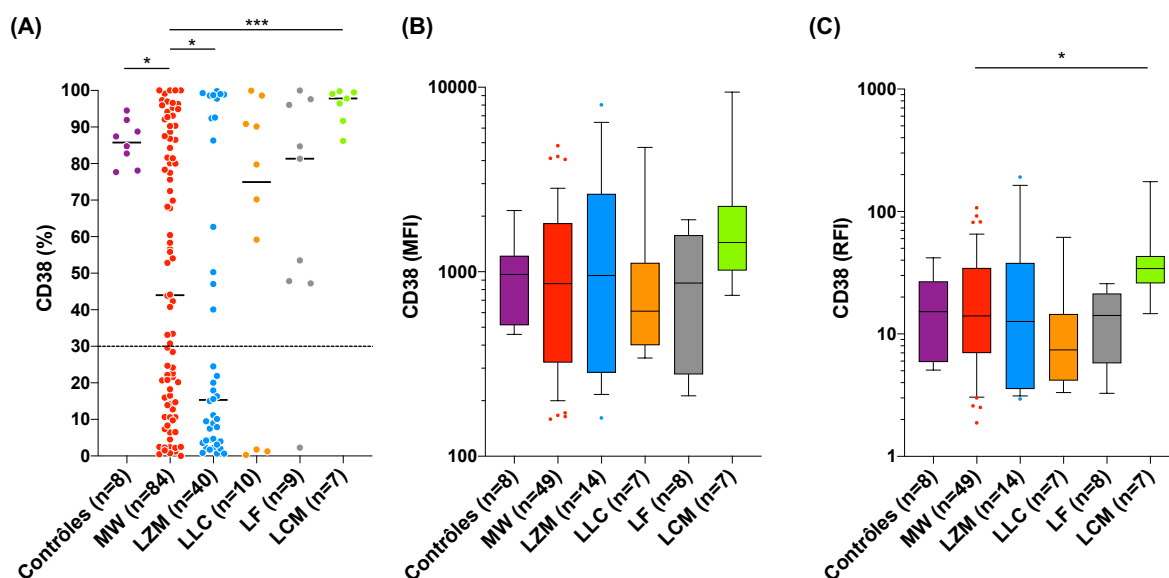 (A)
***
*
*
CD38 (%)
100
90
80
70
60
50
40
30
20
10
0
Contrôles (n=8)
MW (n=84)
LZM (n=40)
LLC (n=10)
LF (n=9)
LCM (n=7)
(B)
CD38 (MFI)
10000
1000
100
Contrôles (n=8)
MW (n=49)
LZM (n=14)
LLC (n=7)
LF (n=8)
LCM (n=7)
(C)
*
CD38 (RFI)
1000
100
10
1
Contrôles (n=8)
MW (n=49)
LZM (n=14)
LLC (n=7)
LF (n=8)
LCM (n=7)